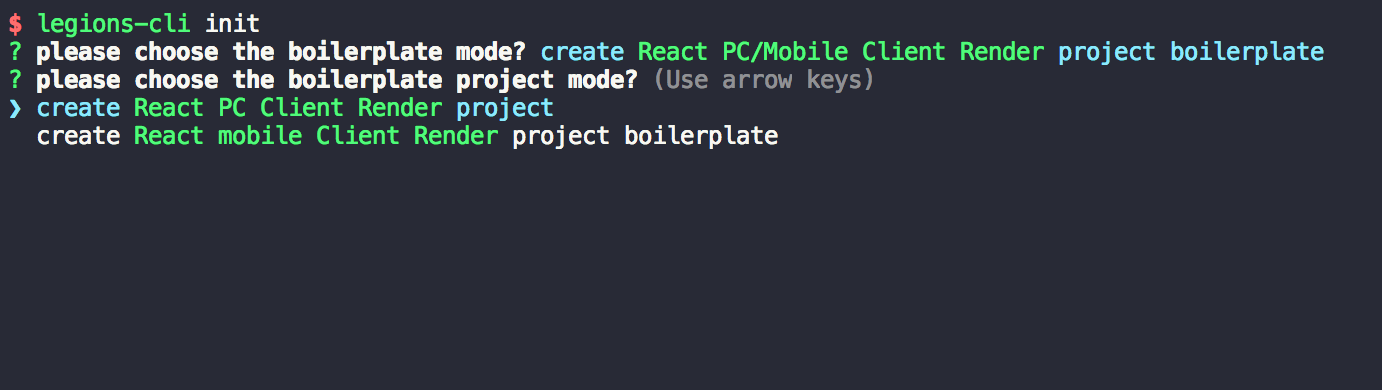 $ legions-cli init
? please choose the boilerplate mode? create React PC/Mobile Client Render project boilerplate
? please choose the boilerplate project mode? (Use arrow keys)
❯ create React PC Client Render project
create React mobile Client Render project boilerplate